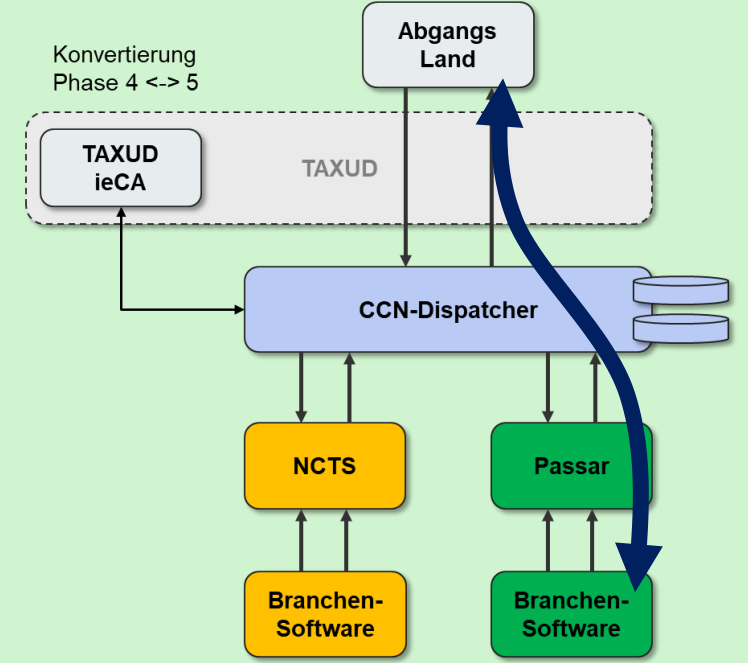 Abgangs
Land
Konvertierung
Phase 4 <-> 5
TAXUD
ieCA
TAXUD
CCN-Dispatcher
NCTS
Passar
Branchen-
Software
Branchen-
Software